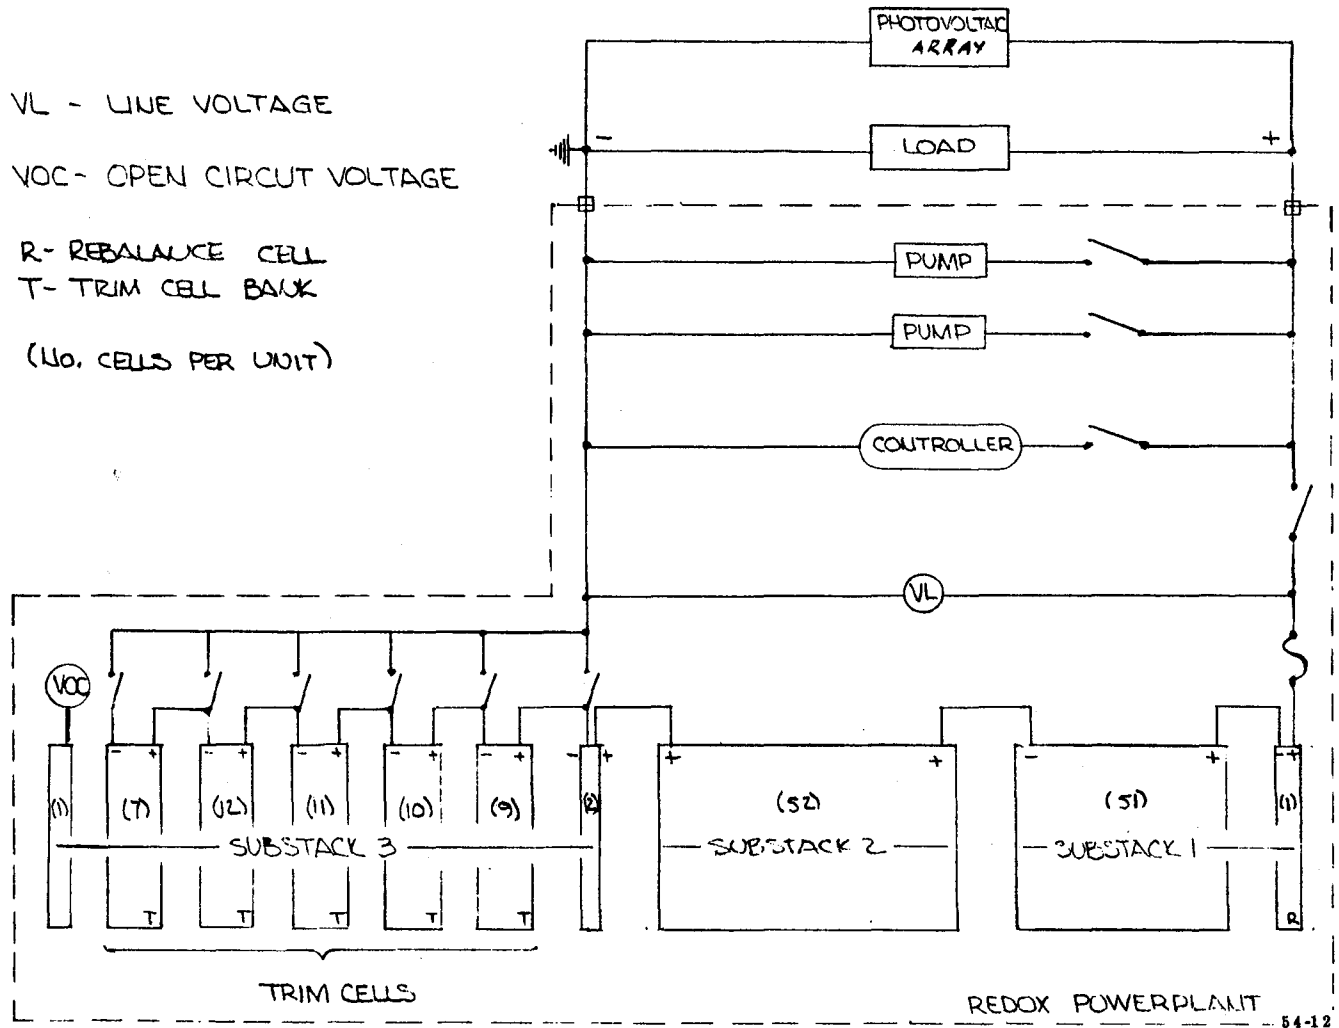 PHOTOVOLTAIC
ARRAY
VL - LINE VOLTAGE
- LOAD +
VOC- OPEN CIRCUT VOLTAGE
R- REBALANCE CELL
T- TRIM CELL BANK
PUMP
PUMP
(NO. CELLS PER UNIT)
CONTROLLER
VL
VOC
- + - + - + - + - + - + + + - + - +
(1) (7) (12) (11) (10) (9) (2) (52) (51) (1)
SUBSTACK 3 SUBSTACK 2 SUBSTACK 1
T T T T T R
TRIM CELLS
REDOX POWERPLANT
54-12